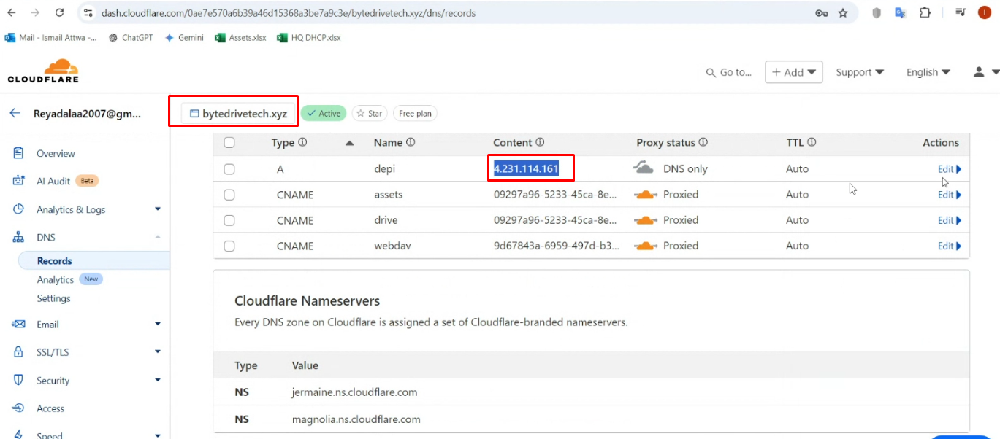 dash.cloudflare.com/0ae7e570a6b39a46d15368a3be7a9c3e/bytedrivetech.xyz/dns/records
Mail - Ismail Attwa -... ChatGPT Gemini Assets.xlsx HQ DHCP.xlsx
CLOUDFLARE
Go to... + Add Support English
Reyadalaa2007@gm... bytedrivetech.xyz Active Star Free plan
Overview
AI Audit Beta
Analytics & Logs
DNS
Records
Analytics New
Settings
Email
SSL/TLS
Security
Access
Speed
Type Name Content Proxy status TTL Actions
A depi 4.231.114.161 DNS only Auto Edit
CNAME assets 09297a96-5233-45ca-8e... Proxied Auto Edit
CNAME drive 09297a96-5233-45ca-8e... Proxied Auto Edit
CNAME webdav 9d67843a-6959-497d-b3... Proxied Auto Edit
Cloudflare Nameservers
Every DNS zone on Cloudflare is assigned a set of Cloudflare-branded nameservers.
Type Value
NS jermaine.ns.cloudflare.com
NS magnolia.ns.cloudflare.com